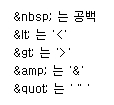 &nbsp; 는 공백
&lt; 는 '<'
&gt; 는 '>'
&amp; 는 '&'
&quot; 는 ' " '